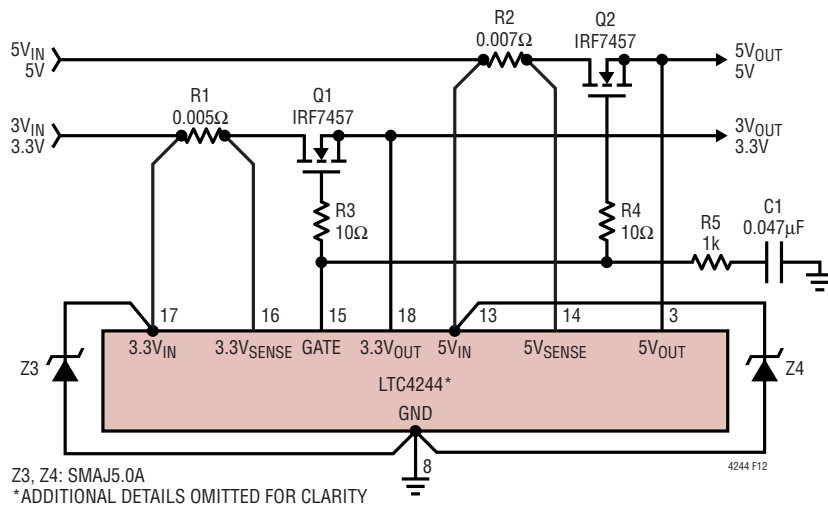 R2
0.007Ω
Q2
IRF7457
5VIN
5V
5VOUT
5V
R1
0.005Ω
Q1
IRF7457
3VIN
3.3V
3VOUT
3.3V
R3
10Ω
R4
10Ω
R5
1k
C1
0.047µF
17
16
15
18
13
14
3
3.3VIN
3.3VSENSE
GATE
3.3VOUT
5VIN
5VSENSE
5VOUT
Z3
Z4
LTC4244*
GND
8
4244 F12
Z3, Z4: SMAJ5.0A
*ADDITIONAL DETAILS OMITTED FOR CLARITY